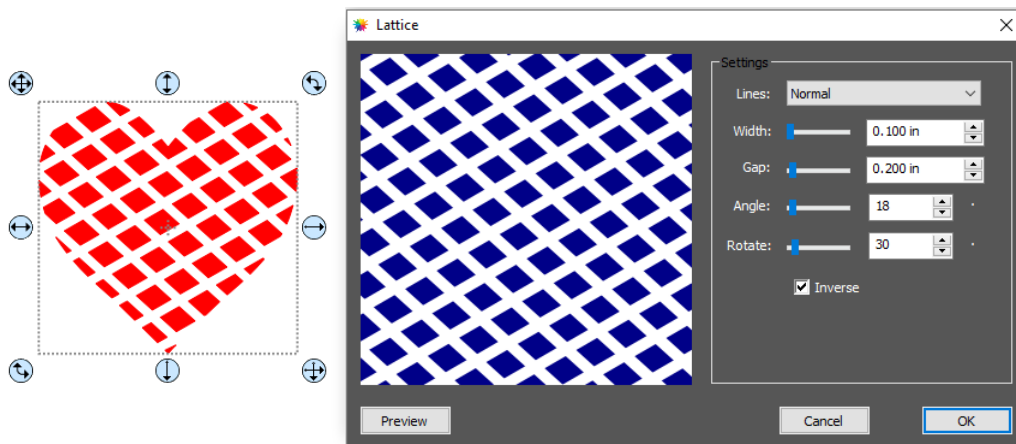 Lattice
Settings
Lines: Normal
Width: 0.100 in
Gap: 0.200 in
Angle: 18 °
Rotate: 30 °
Inverse
Preview Cancel OK